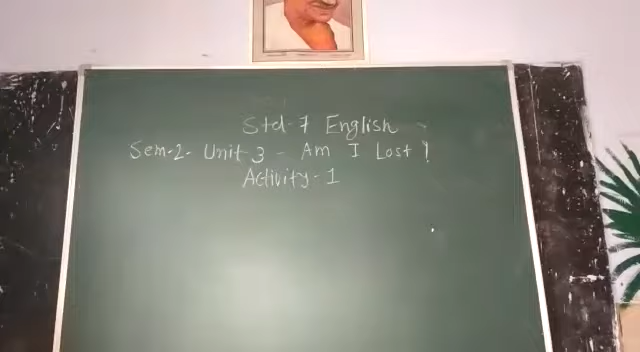 Std-7 English
Sem-2- Unit-3 - Am I Lost !
Activity-1